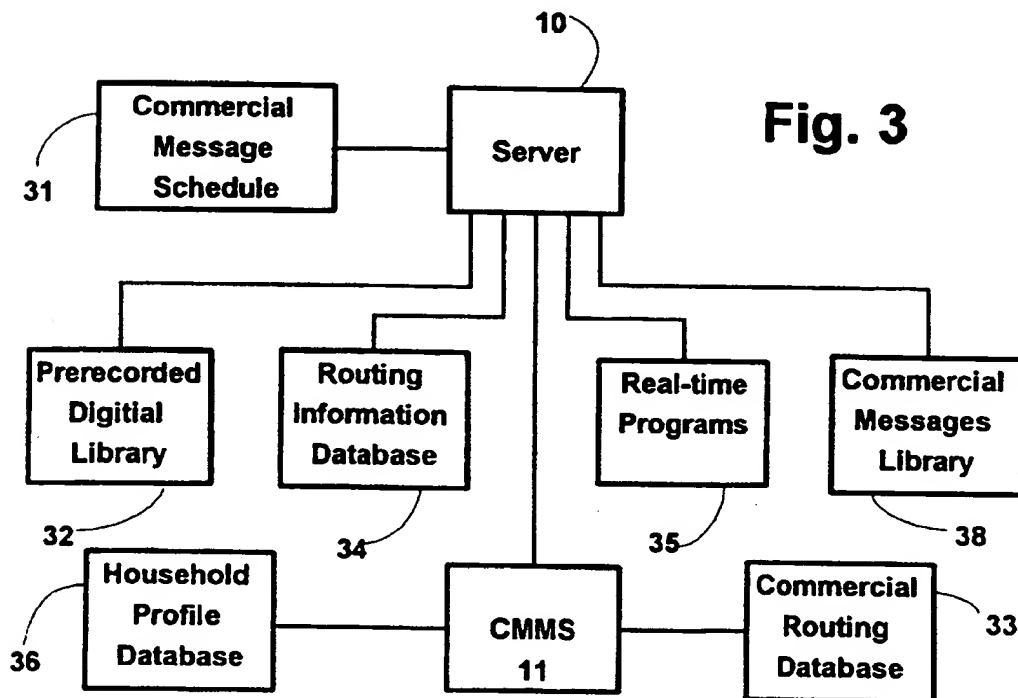 10
Commercial
Message
Schedule
31
Server
Fig. 3
Prerecorded
Digitial
Library
32
Routing
Information
Database
34
Real-time
Programs
35
Commercial
Messages
Library
38
Household
Profile
Database
36
CMMS
11
Commercial
Routing
Database
33